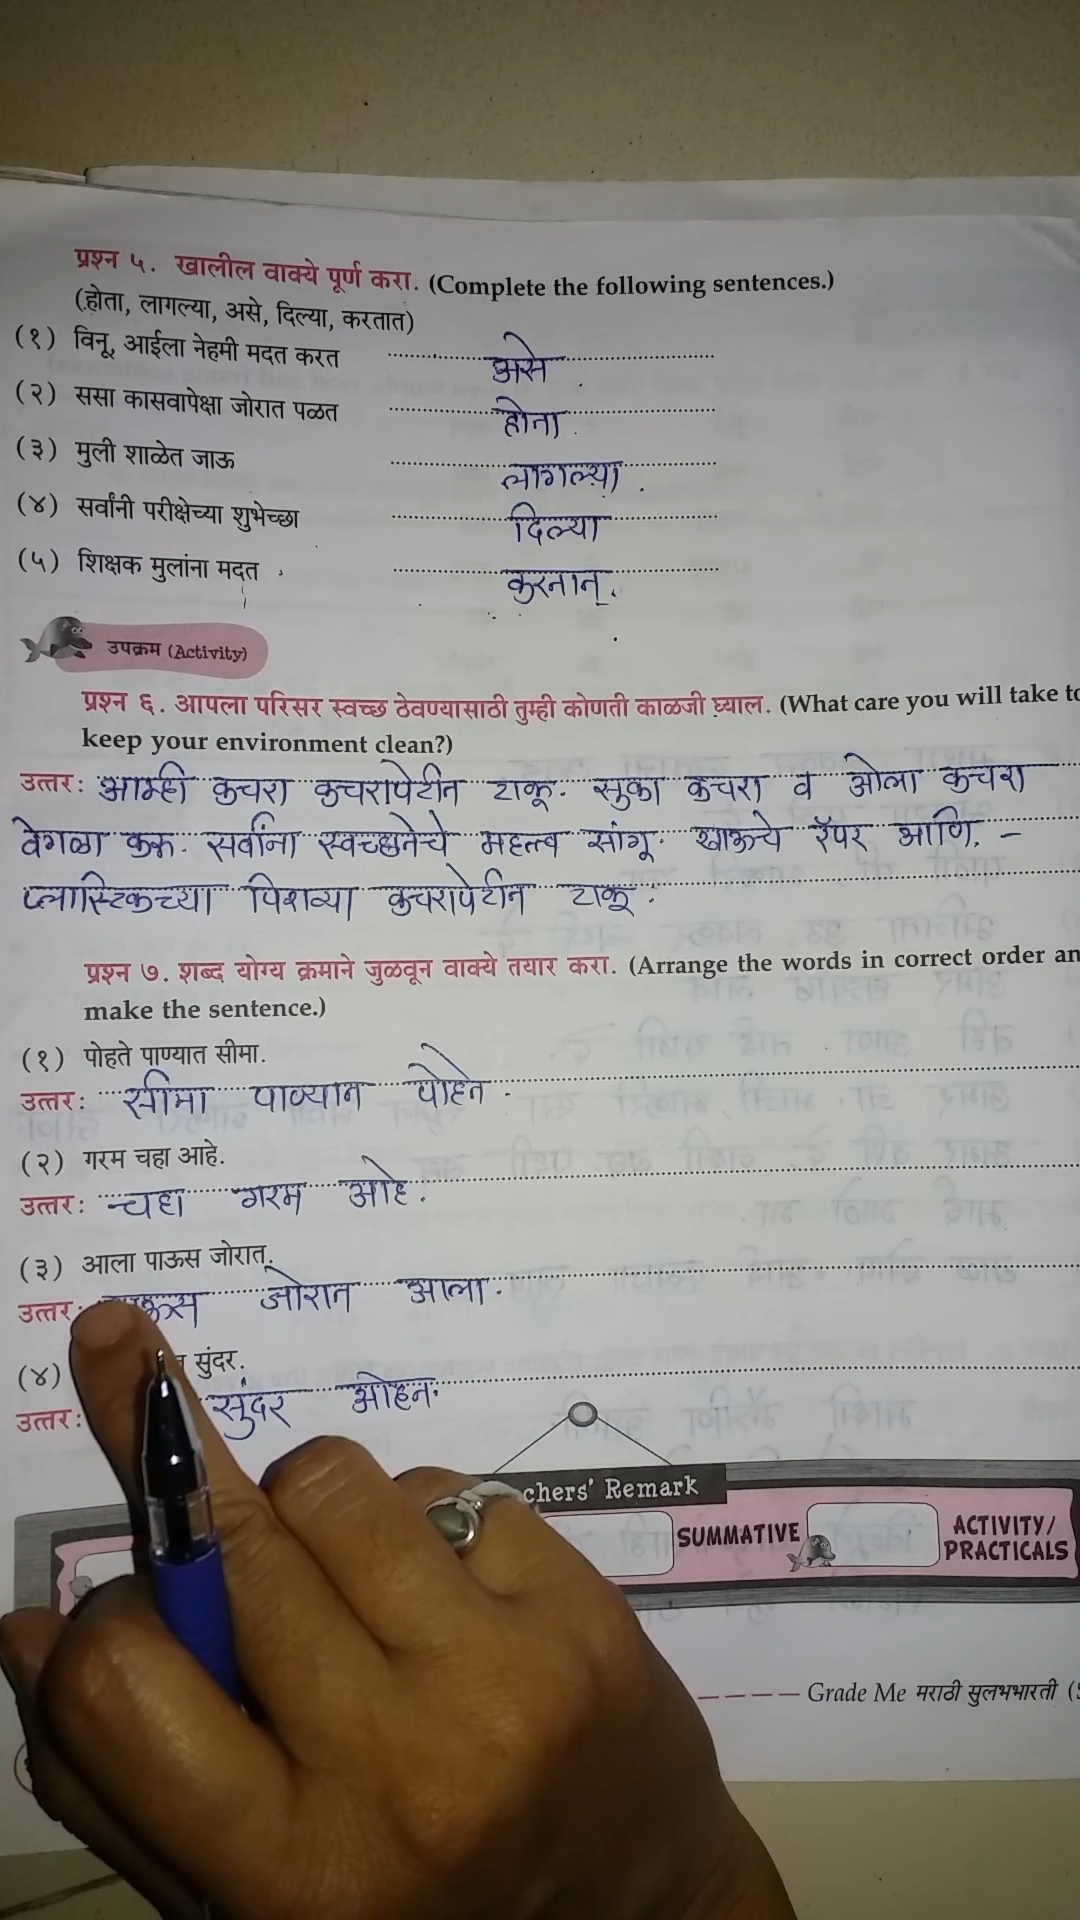 प्रश्न ५. खालील वाक्ये पूर्ण करा. (Complete the following sentences.)
(होता, लागल्या, असे, दिल्या, करतात)
(१) विनू, आईला नेहमी मदत करत असे .
(२) ससा कासवापेक्षा जोरात पळत होता .
(३) मुली शाळेत जाऊ लागल्या .
(४) सर्वांनी परीक्षेच्या शुभेच्छा दिल्या
(५) शिक्षक मुलांना मदत करतात.
उपक्रम (Activity)
प्रश्न ६. आपला परिसर स्वच्छ ठेवण्यासाठी तुम्ही कोणती काळजी घ्याल. (What care you will take to
keep your environment clean?)
उत्तर: आम्ही कुचरा कुचरापेटीत टाकू. सुका कुचरा व ओला कुचरा
वेगळा करू. सर्वांना स्वच्छतेचे महत्त्व सांगू. खाऊचे रॅपर आणि. -
प्लास्टिकच्या पिशव्या कुचरापेटीत टाकू.
प्रश्न ७. शब्द योग्य क्रमाने जुळवून वाक्ये तयार करा. (Arrange the words in correct order an
make the sentence.)
(१) पोहते पाण्यात सीमा.
उत्तर: सीमा पाण्यात पोहते .
(२) गरम चहा आहे.
उत्तर: चहा गरम आहे .
(३) आला पाऊस जोरात.
उत्तर: जोरात आला .
(४) सुंदर.
उत्तर: सुंदर आहेत.
chers' Remark
SUMMATIVE
ACTIVITY/
PRACTICALS
Grade Me मराठी सुलभभारती